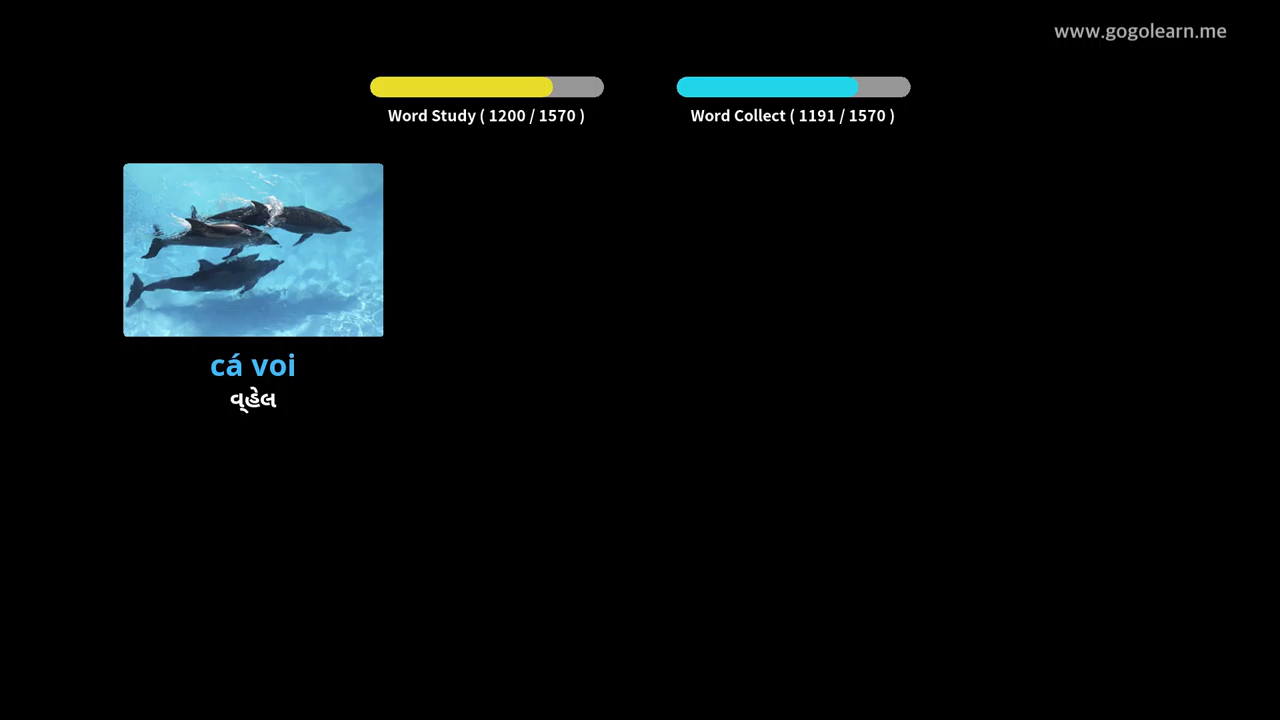 www.gogolearn.me
Word Study ( 1200 / 1570 )
Word Collect ( 1191 / 1570 )
cá voi
વ્હેલ